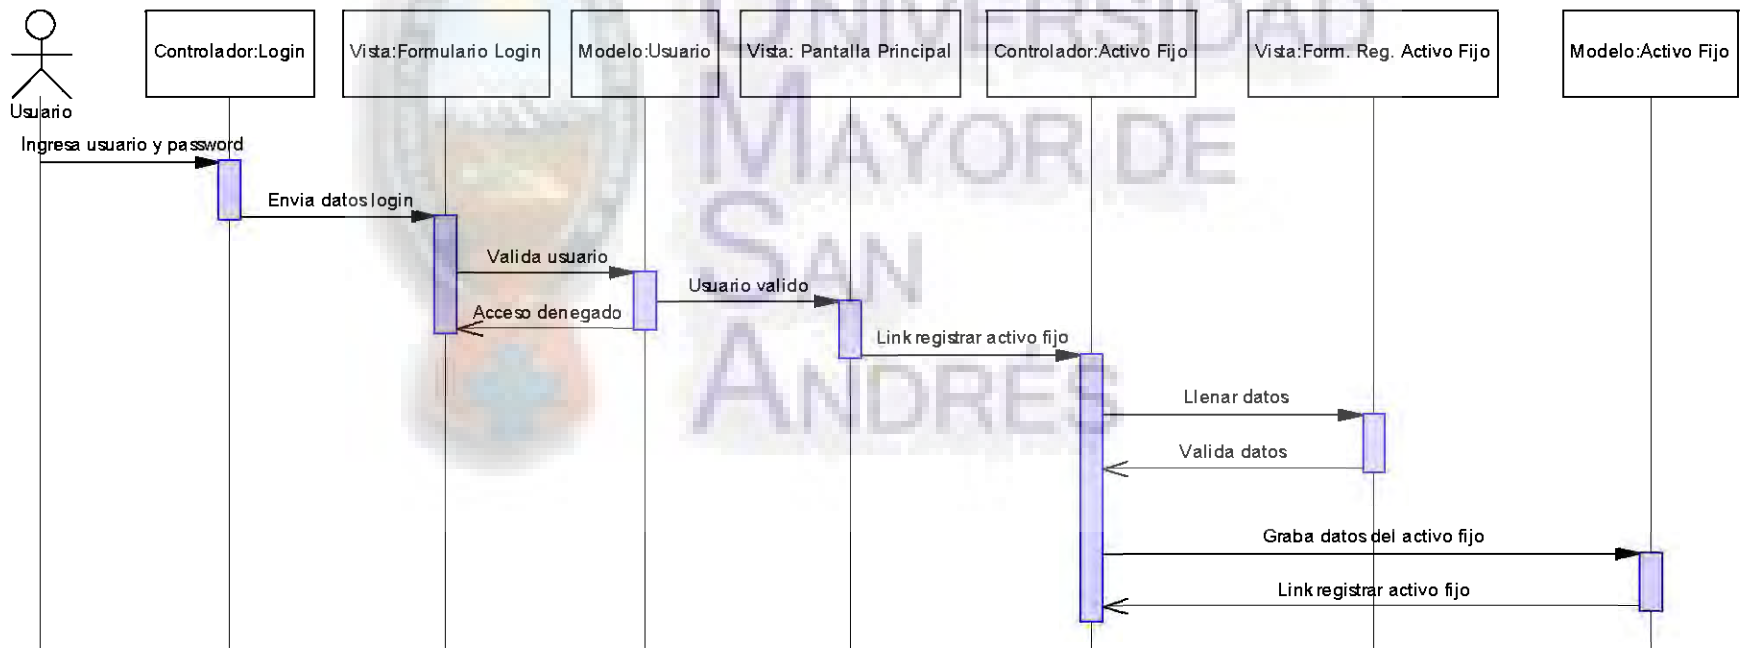 UNIVERSIDAD
MAYOR DE
SAN
ANDRÉS
Usuario
Controlador:Login
Vista:Formulario Login
Modelo:Usuario
Vista: Pantalla Principal
Controlador:Activo Fijo
Vista:Form. Reg. Activo Fijo
Modelo:Activo Fijo
Ingresa usuario y password
Envia datos login
Valida usuario
Usuario valido
Acceso denegado
Link registrar activo fijo
Llenar datos
Valida datos
Graba datos del activo fijo
Link registrar activo fijo